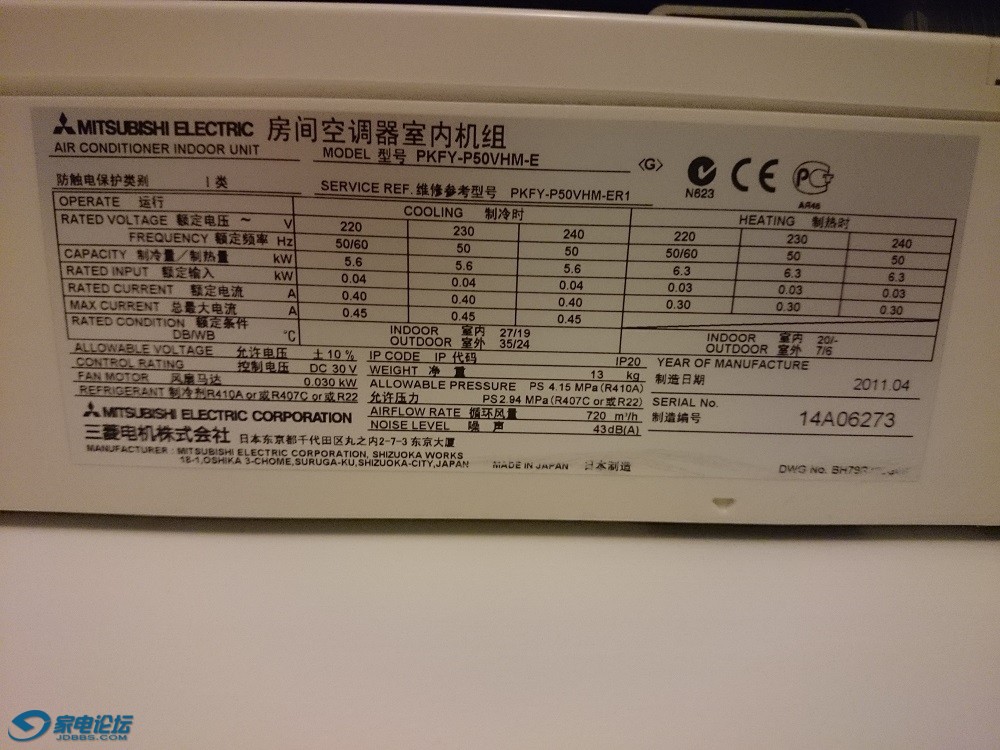 MITSUBISHI ELECTRIC 房间空调器室内机组
AIR CONDITIONER INDOOR UNIT
MODEL 型号 PKFY-P50VHM-E
<G>
N623
CE
PC
AR46
防触电保护类别 I类
SERVICE REF. 维修参考型号 PKFY-P50VHM-ER1
OPERATE 运行 COOLING 制冷时 HEATING 制热时
RATED VOLTAGE 额定电压 ~ V 220 230 240 220 230 240
FREQUENCY 额定频率 Hz 50/60 50 50 50/60 50 50
CAPACITY 制冷量/制热量 kW 5.6 5.6 5.6 6.3 6.3 6.3
RATED INPUT 额定输入 kW 0.04 0.04 0.04 0.03 0.03 0.03
RATED CURRENT 额定电流 A 0.40 0.40 0.40 0.30 0.30 0.30
MAX CURRENT 总最大电流 A 0.45 0.45 0.45
RATED CONDITION 额定条件 DB/WB °C
INDOOR 室内 27/19
OUTDOOR 室外 35/24
INDOOR 室内 20/-
OUTDOOR 室外 7/6
ALLOWABLE VOLTAGE 允许电压 ±10%
CONTROL RATING 控制电压 DC 30 V
FAN MOTOR 风扇马达 0.030 kW
REFRIGERANT 制冷剂R410A or或R407C or或R22
IP CODE IP 代码 IP20
WEIGHT 净 重 13 kg
ALLOWABLE PRESSURE PS 4.15 MPa (R410A)
允许压力 PS 2.94 MPa (R407C or或R22)
AIRFLOW RATE 循环风量 720 m³/h
NOISE LEVEL 噪 声 43dB(A)
YEAR OF MANUFACTURE
制造日期 2011.04
SERIAL No.
制造编号 14A06273
MITSUBISHI ELECTRIC CORPORATION
三菱电机株式会社 日本东京都千代田区丸之内2-7-3 东京大厦
MANUFACTURER : MITSUBISHI ELECTRIC CORPORATION, SHIZUOKA WORKS
18-1,OSHIKA 3-CHOME,SURUGA-KU,SHIZUOKA-CITY,JAPAN
MADE IN JAPAN 日本制造
DWG No.
家电论坛
JDBBS.COM